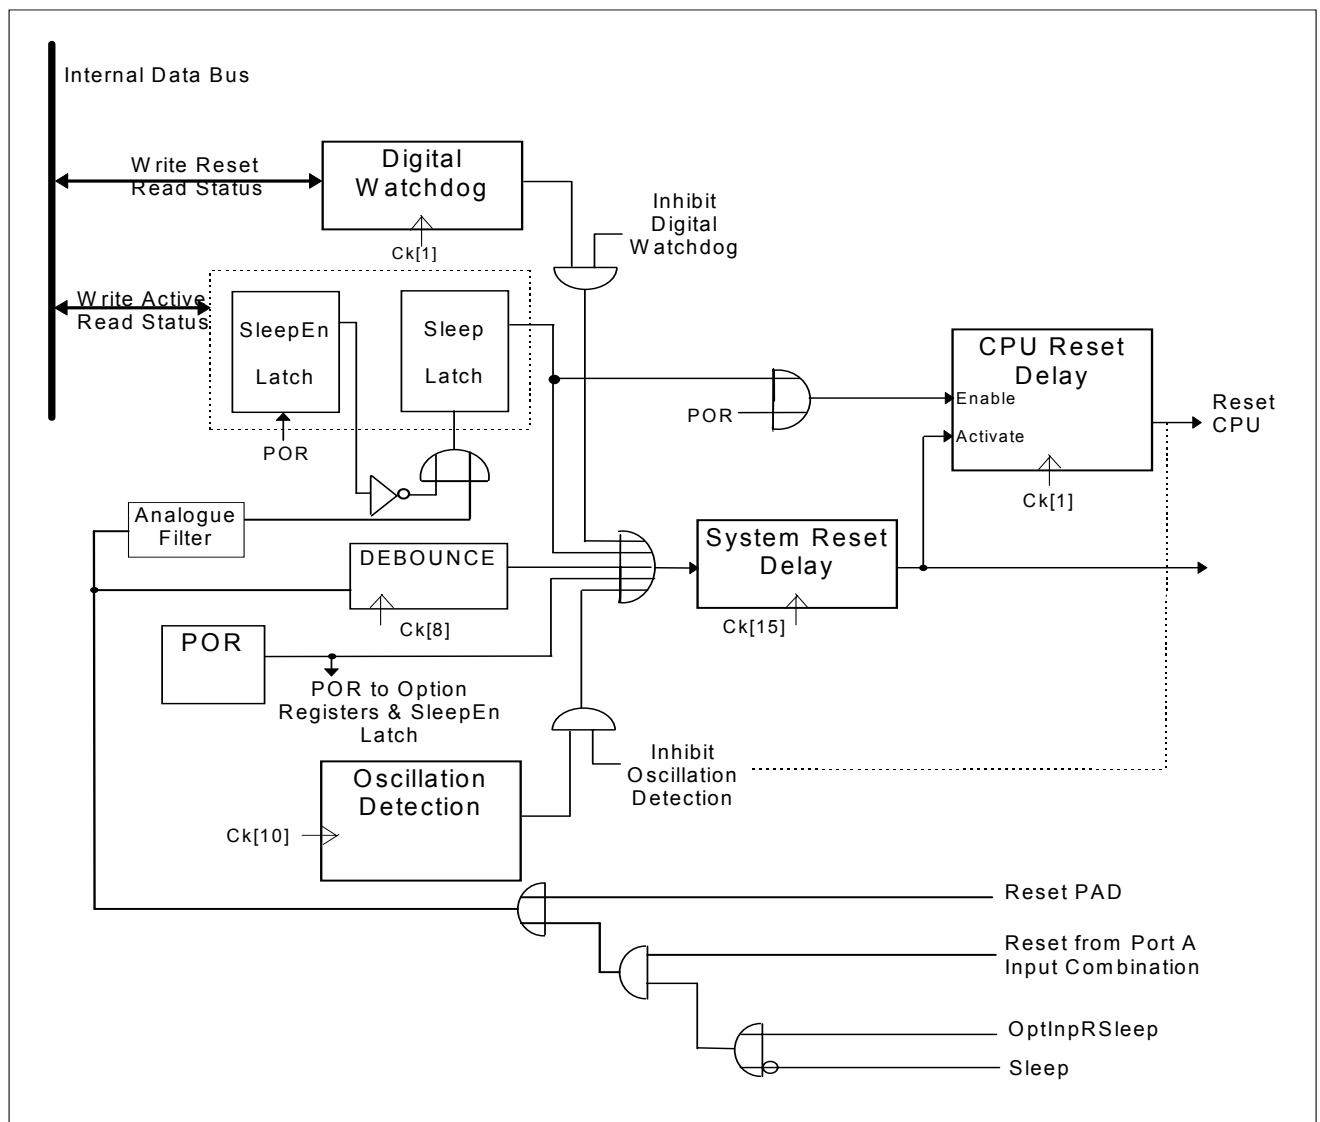 Internal Data Bus
Write Reset
Read Status
Digital
Watchdog
Ck[1]
Inhibit
Digital
Watchdog
Write Active
Read Status
SleepEn
Latch
Sleep
Latch
POR
POR
CPU Reset
Delay
Enable
Activate
Ck[1]
Reset
CPU
Analogue
Filter
DEBOUNCE
Ck[8]
System Reset
Delay
Ck[15]
POR
POR to Option
Registers & SleepEn
Latch
Inhibit
Oscillation
Detection
Oscillation
Detection
Ck[10]
Reset PAD
Reset from Port A
Input Combination
OptInpRSleep
Sleep